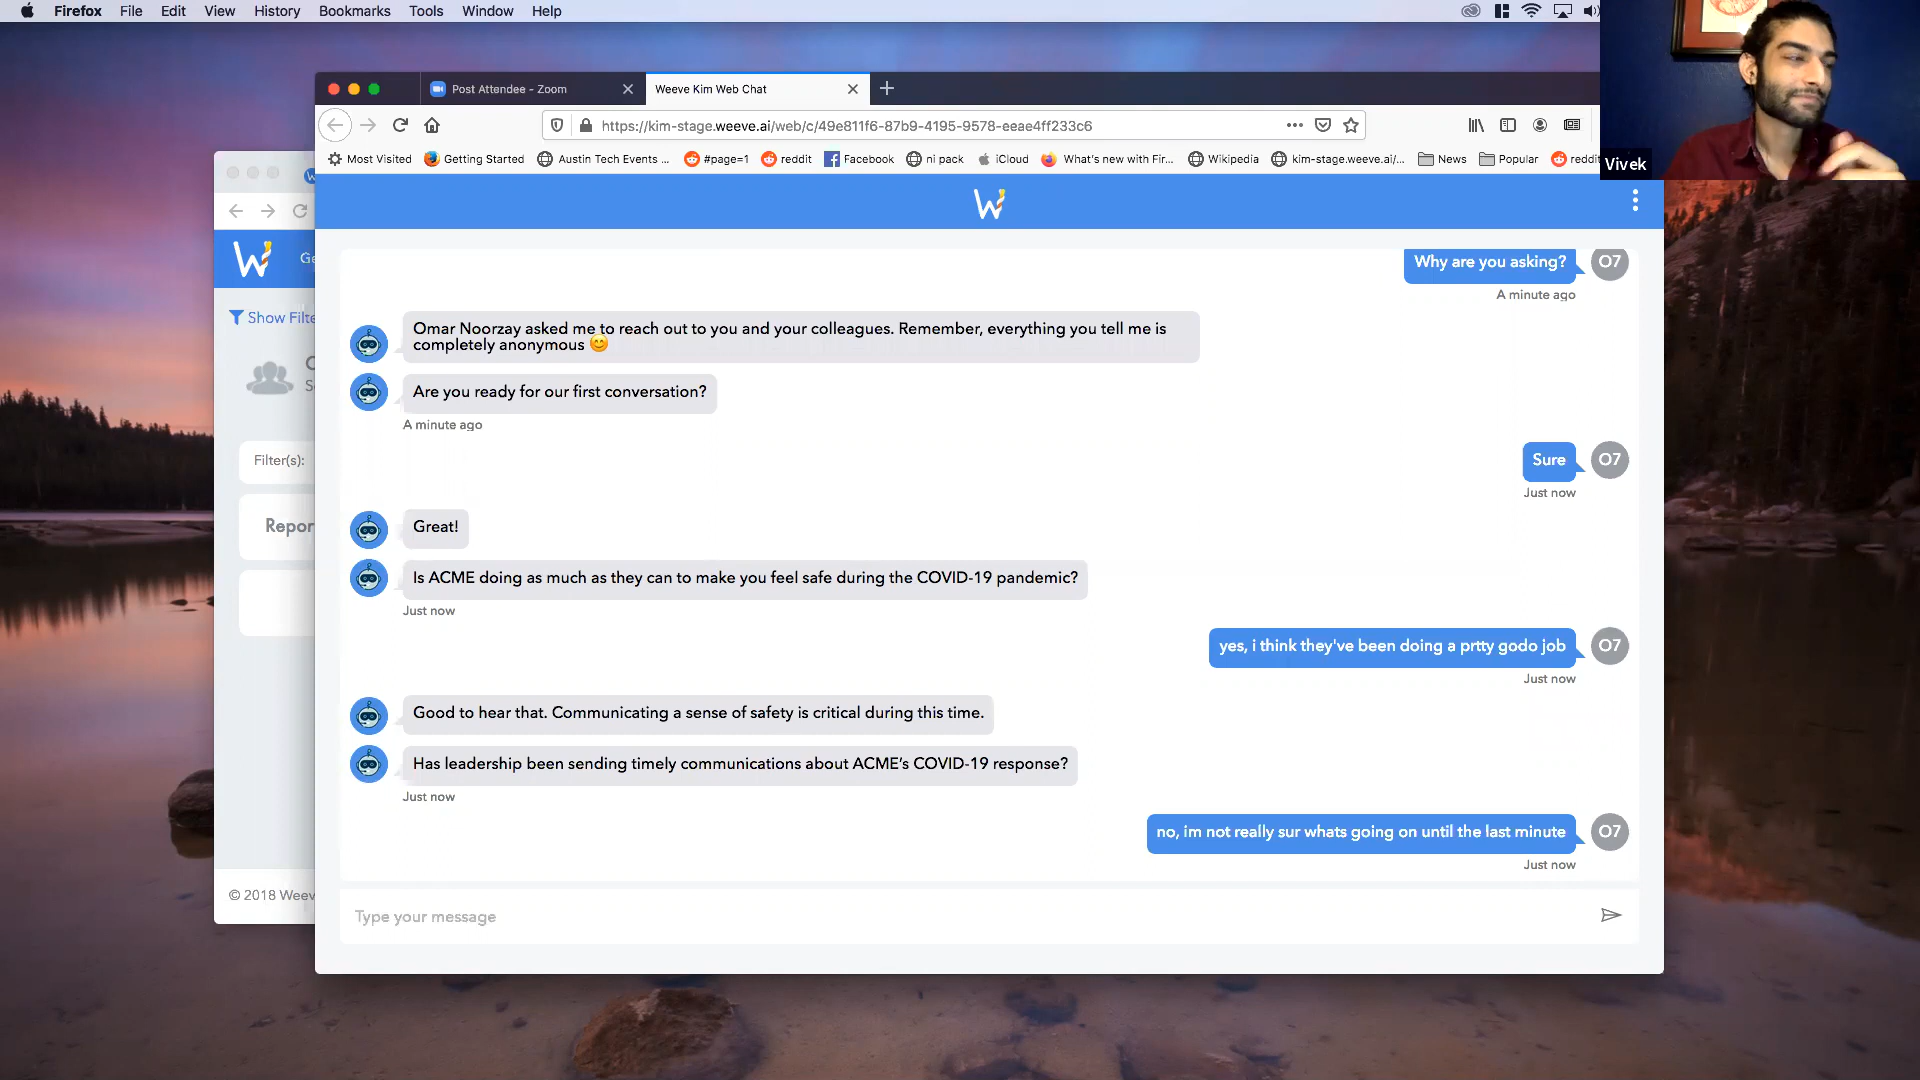 Firefox File Edit View History Bookmarks Tools Window Help
Post Attendee - Zoom
Weeve Kim Web Chat
https://kim-stage.weeve.ai/web/c/49e811f6-87b9-4195-9578-eeae4ff233c6
Most Visited Getting Started Austin Tech Events ... #page=1 reddit Facebook ni pack iCloud What's new with Fir... Wikipedia kim-stage.weeve.ai/... News Popular reddit
Vivek
W
W
Ge
Show Filte
Filter(s):
Repor
© 2018 Weev
Why are you asking?
O7
A minute ago
Omar Noorzay asked me to reach out to you and your colleagues. Remember, everything you tell me is
completely anonymous 😊
Are you ready for our first conversation?
A minute ago
Sure
O7
Just now
Great!
Is ACME doing as much as they can to make you feel safe during the COVID-19 pandemic?
Just now
yes, i think they've been doing a prtty godo job
O7
Just now
Good to hear that. Communicating a sense of safety is critical during this time.
Has leadership been sending timely communications about ACME’s COVID-19 response?
Just now
no, im not really sur whats going on until the last minute
O7
Just now
Type your message